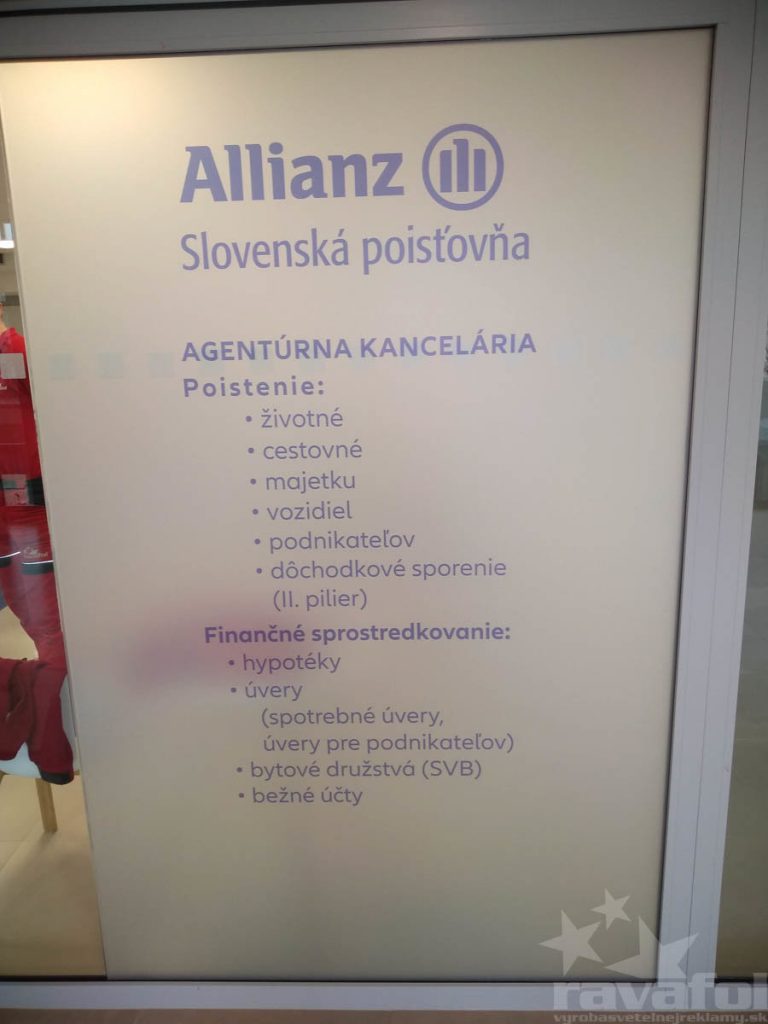 Allianz
Slovenská poisťovňa
AGENTÚRNA KANCELÁRIA
Poistenie:
• životné
• cestovné
• majetku
• vozidiel
• podnikateľov
• dôchodkové sporenie
(II. pilier)
Finančné sprostredkovanie:
• hypotéky
• úvery
(spotrebné úvery,
úvery pre podnikateľov)
• bytové družstvá (SVB)
• bežné účty
ravaful
vyrobasvetelnejreklamy.sk